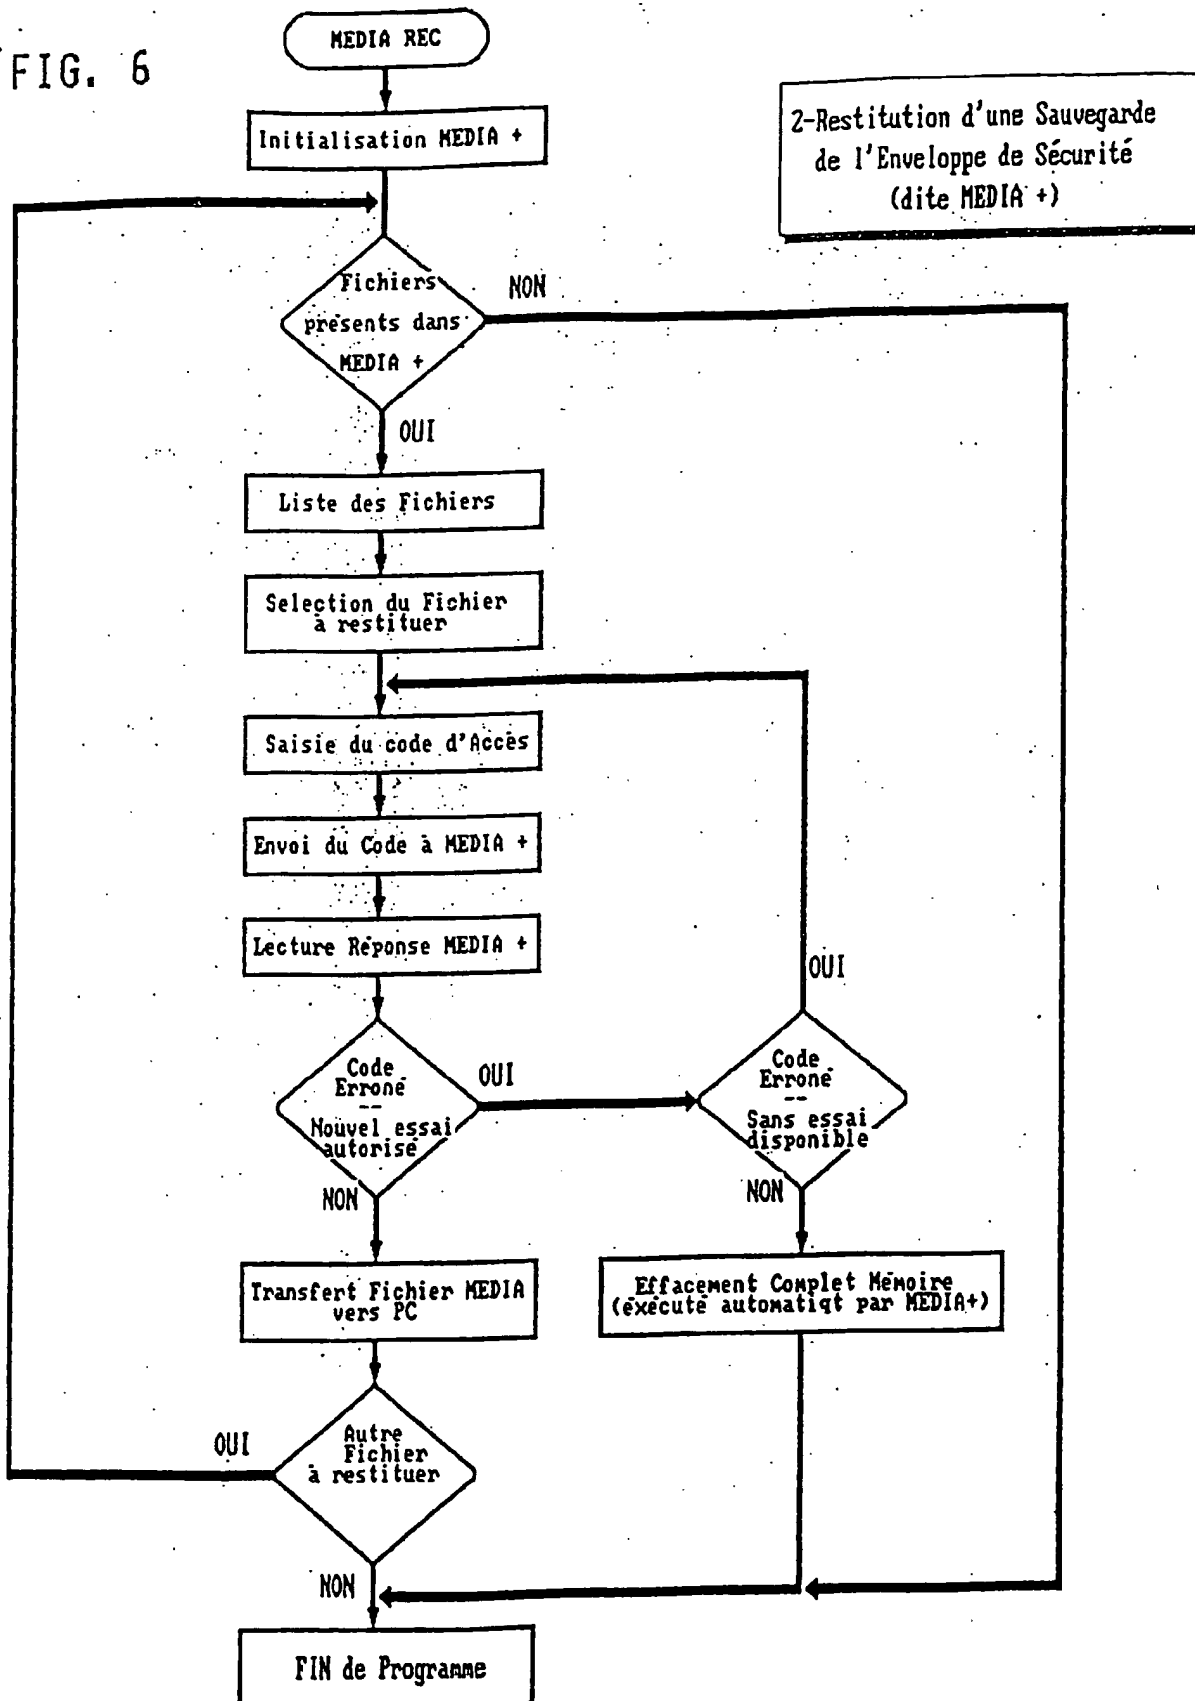 FIG. 6
MEDIA REC
2-Restitution d'une Sauvegarde
de l'Enveloppe de Sécurité
(dite MEDIA +)
Initialisation MEDIA +
Fichiers
présents dans
MEDIA +
NON
OUI
Liste des Fichiers
Selection du Fichier
à restituer
Saisie du code d'Accès
Envoi du Code à MEDIA +
Lecture Réponse MEDIA +
Code
Erroné
--
Nouvel essai
autorisé
OUI
NON
Code
Erroné
--
Sans essai
disponible
OUI
NON
Transfert Fichier MEDIA
vers PC
Effacement Complet Mémoire
(éxécuté automatiqt par MEDIA+)
Autre
Fichier
à restituer
OUI
NON
FIN de Programme